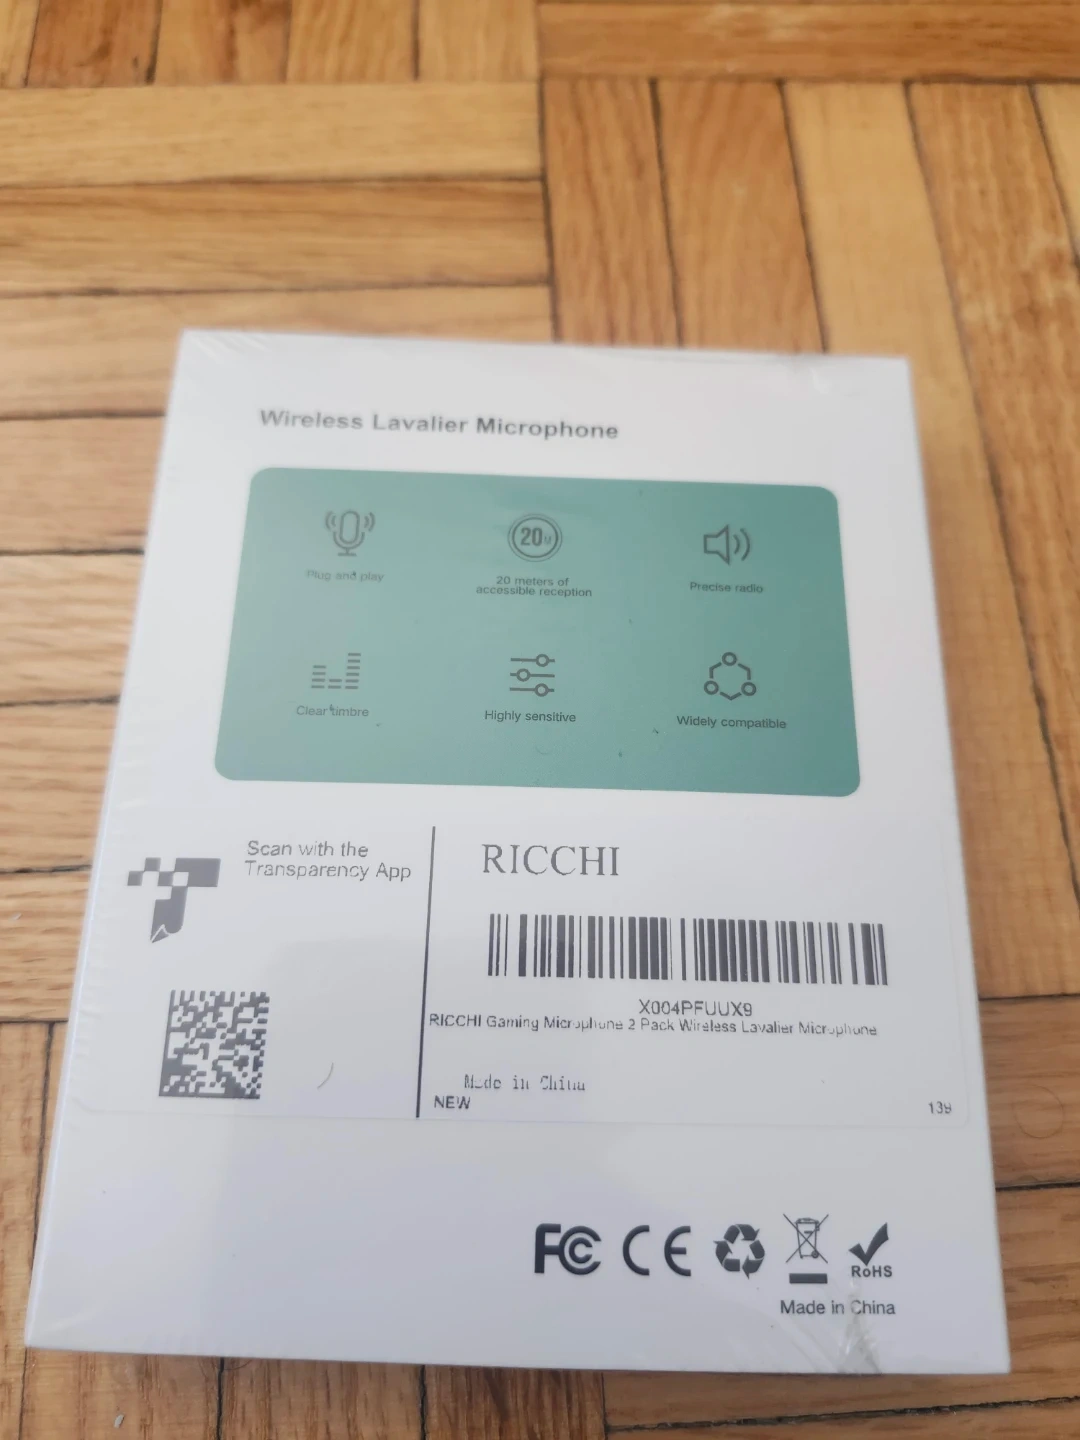 Wireless Lavalier Microphone
Plug and play
20M
20 meters of
accessible reception
Precise radio
Clear timbre
Highly sensitive
Widely compatible
Scan with the
Transparency App
RICCHI
X004PFUUX9
RICCHI Gaming Microphone 2 Pack Wireless Lavalier Microphone
Made in China
NEW
139
FC CE
RoHS
Made in China